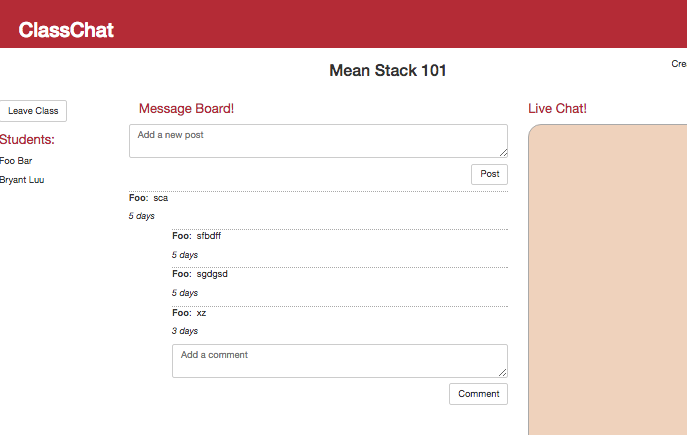 ClassChat
Mean Stack 101
Cre
Leave Class
Students:
Foo Bar
Bryant Luu
Message Board!
Add a new post
Post
Foo: sca
5 days
Foo: sfbdff
5 days
Foo: sgdgsd
5 days
Foo: xz
3 days
Add a comment
Comment
Live Chat!